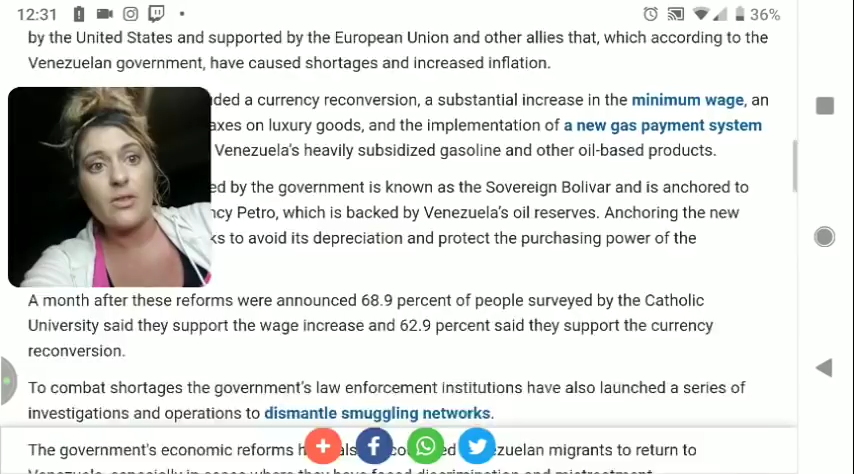 12:31 36%
by the United States and supported by the European Union and other allies that, which according to the
Venezuelan government, have caused shortages and increased inflation.
a currency reconversion, a substantial increase in the minimum wage, an
on luxury goods, and the implementation of a new gas payment system
Venezuela's heavily subsidized gasoline and other oil-based products.
by the government is known as the Sovereign Bolivar and is anchored to
Petro, which is backed by Venezuela's oil reserves. Anchoring the new
to avoid its depreciation and protect the purchasing power of the
A month after these reforms were announced 68.9 percent of people surveyed by the Catholic
University said they support the wage increase and 62.9 percent said they support the currency
reconversion.
To combat shortages the government's law enforcement institutions have also launched a series of
investigations and operations to dismantle smuggling networks.
The government's economic reforms migrants to return to